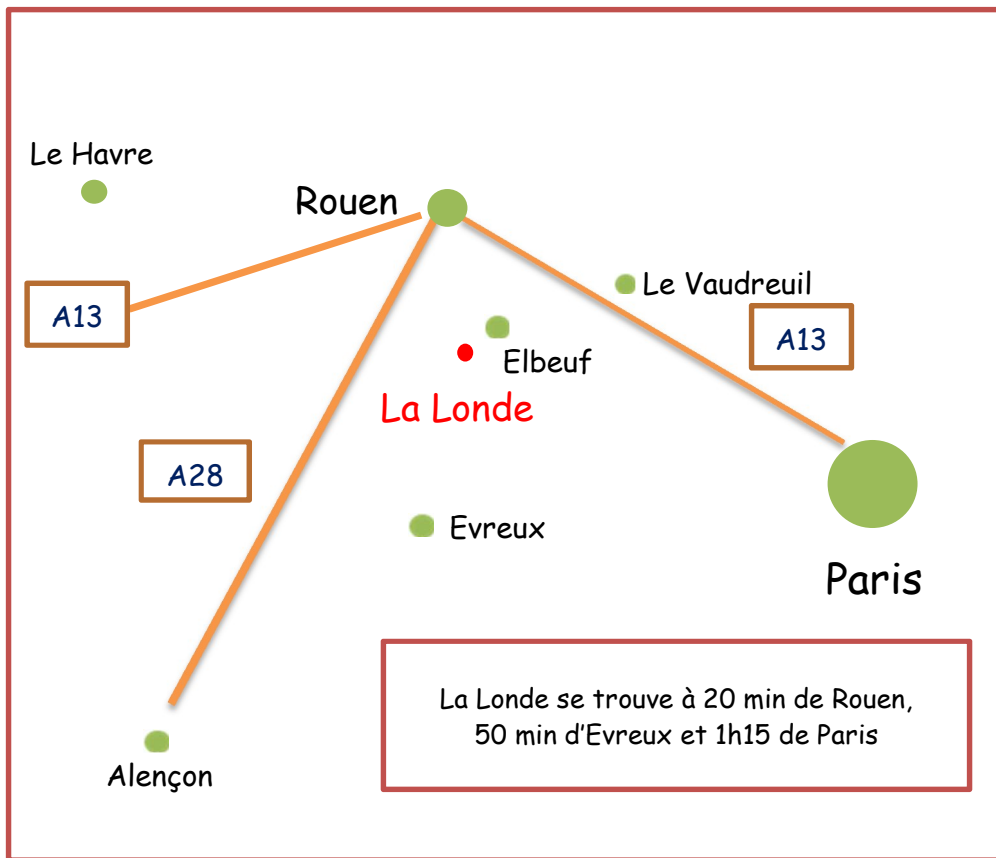 Le Havre
Rouen
Le Vaudreuil
A13
A13
Elbeuf
La Londe
A28
Evreux
Paris
La Londe se trouve à 20 min de Rouen,
50 min d'Evreux et 1h15 de Paris
Alençon